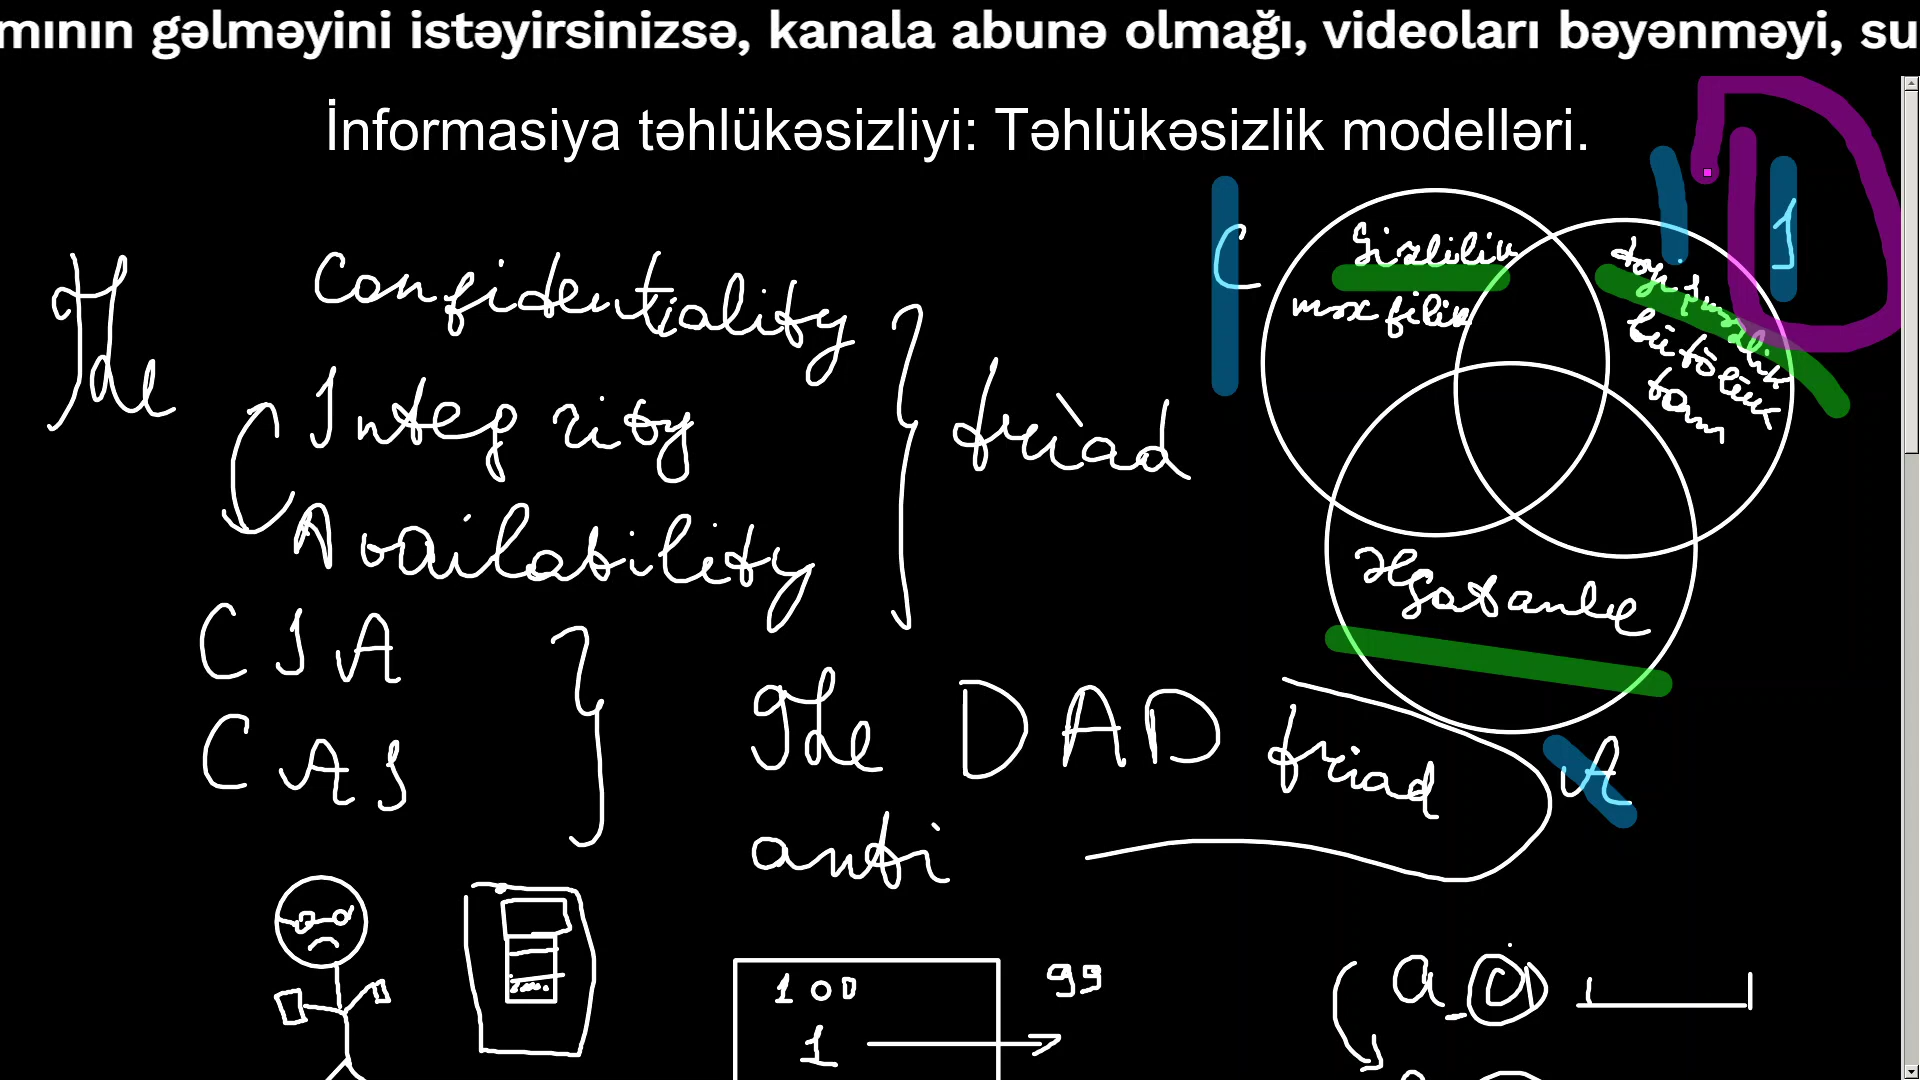 mının gəlməyini istəyirsinizsə, kanala abunə olmağı, videoları bəyənməyi, su
İnformasiya təhlükəsizliyi: Təhlükəsizlik modelləri.
The
Confidentiality
Integrity
Availability
triad
C
Gizlilik
məxfilik
I
toxunulmazlıq
bütövlük
tam
Əlçatanlıq
A
D
CIA
CAI
The DAD triad
anti
100
1
99
a